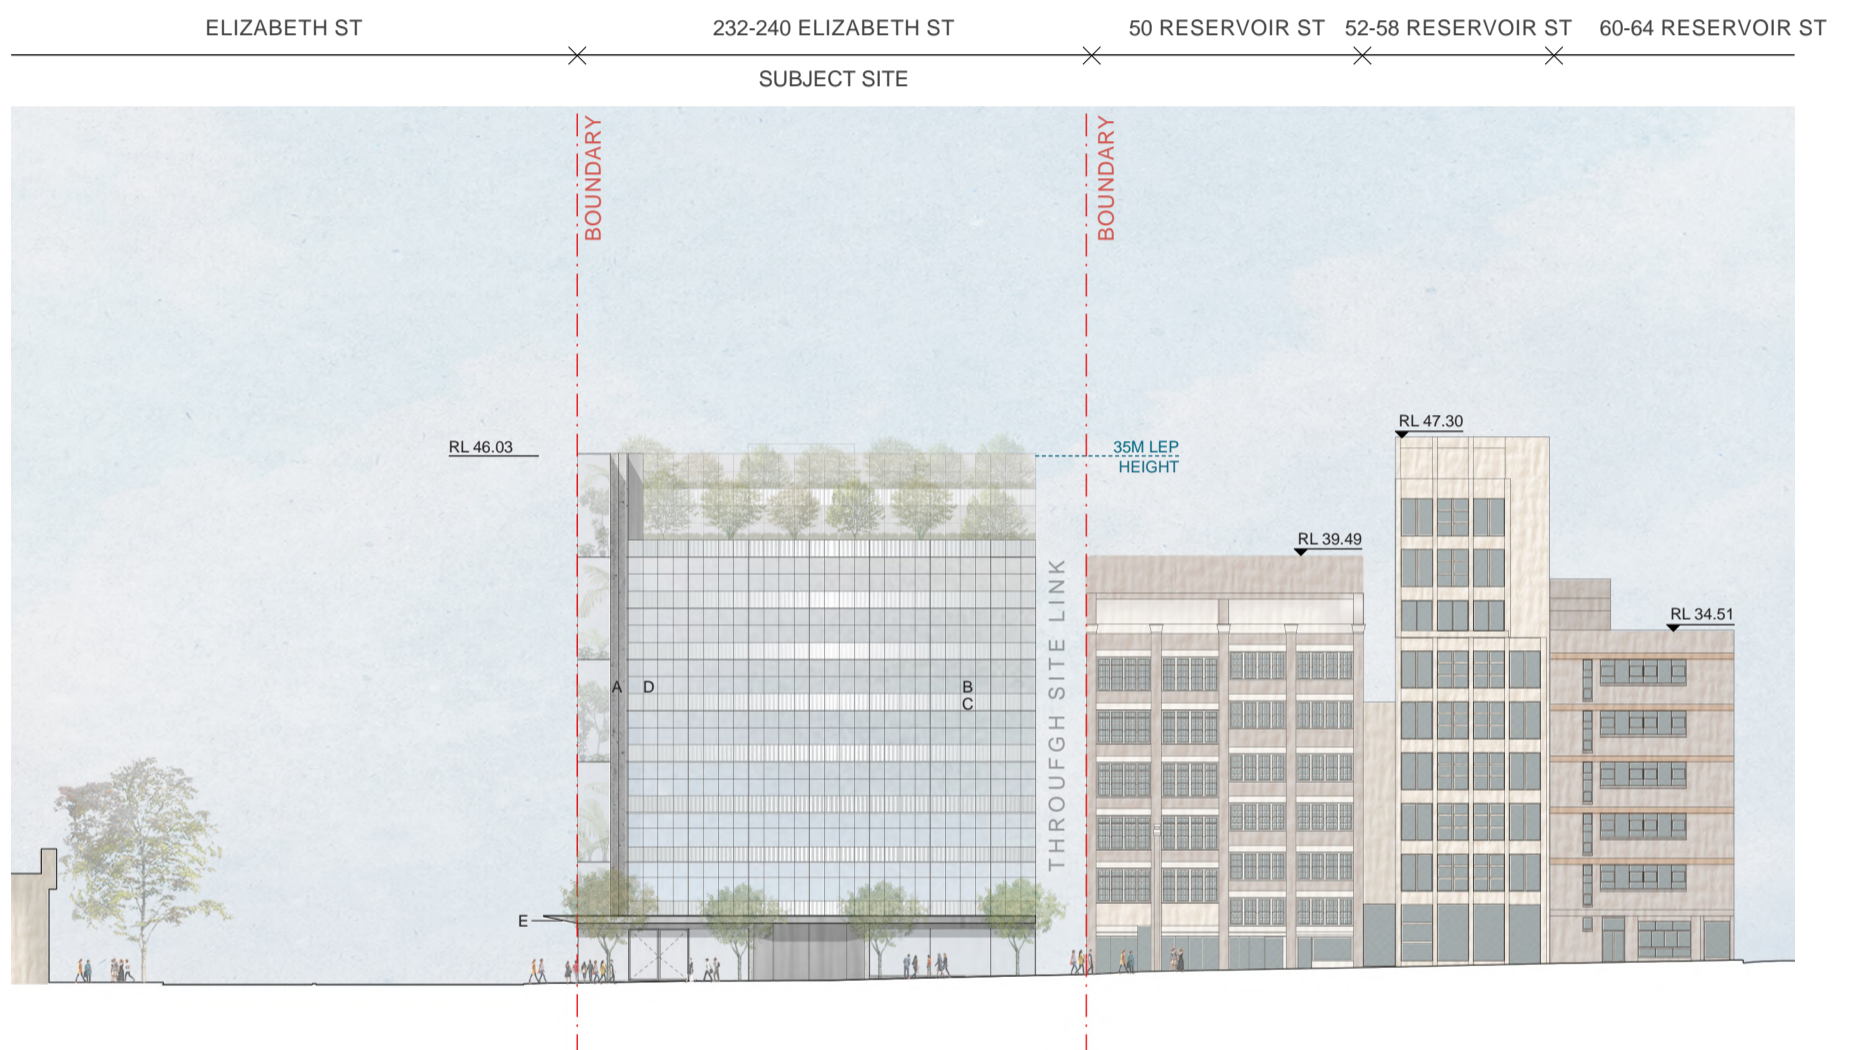 ELIZABETH ST
232-240 ELIZABETH ST
50 RESERVOIR ST
52-58 RESERVOIR ST
60-64 RESERVOIR ST
SUBJECT SITE
BOUNDARY
BOUNDARY
RL 46.03
35M LEP
HEIGHT
RL 47.30
RL 39.49
RL 34.51
THROUFGH SITE LINK
A
D
B
C
E